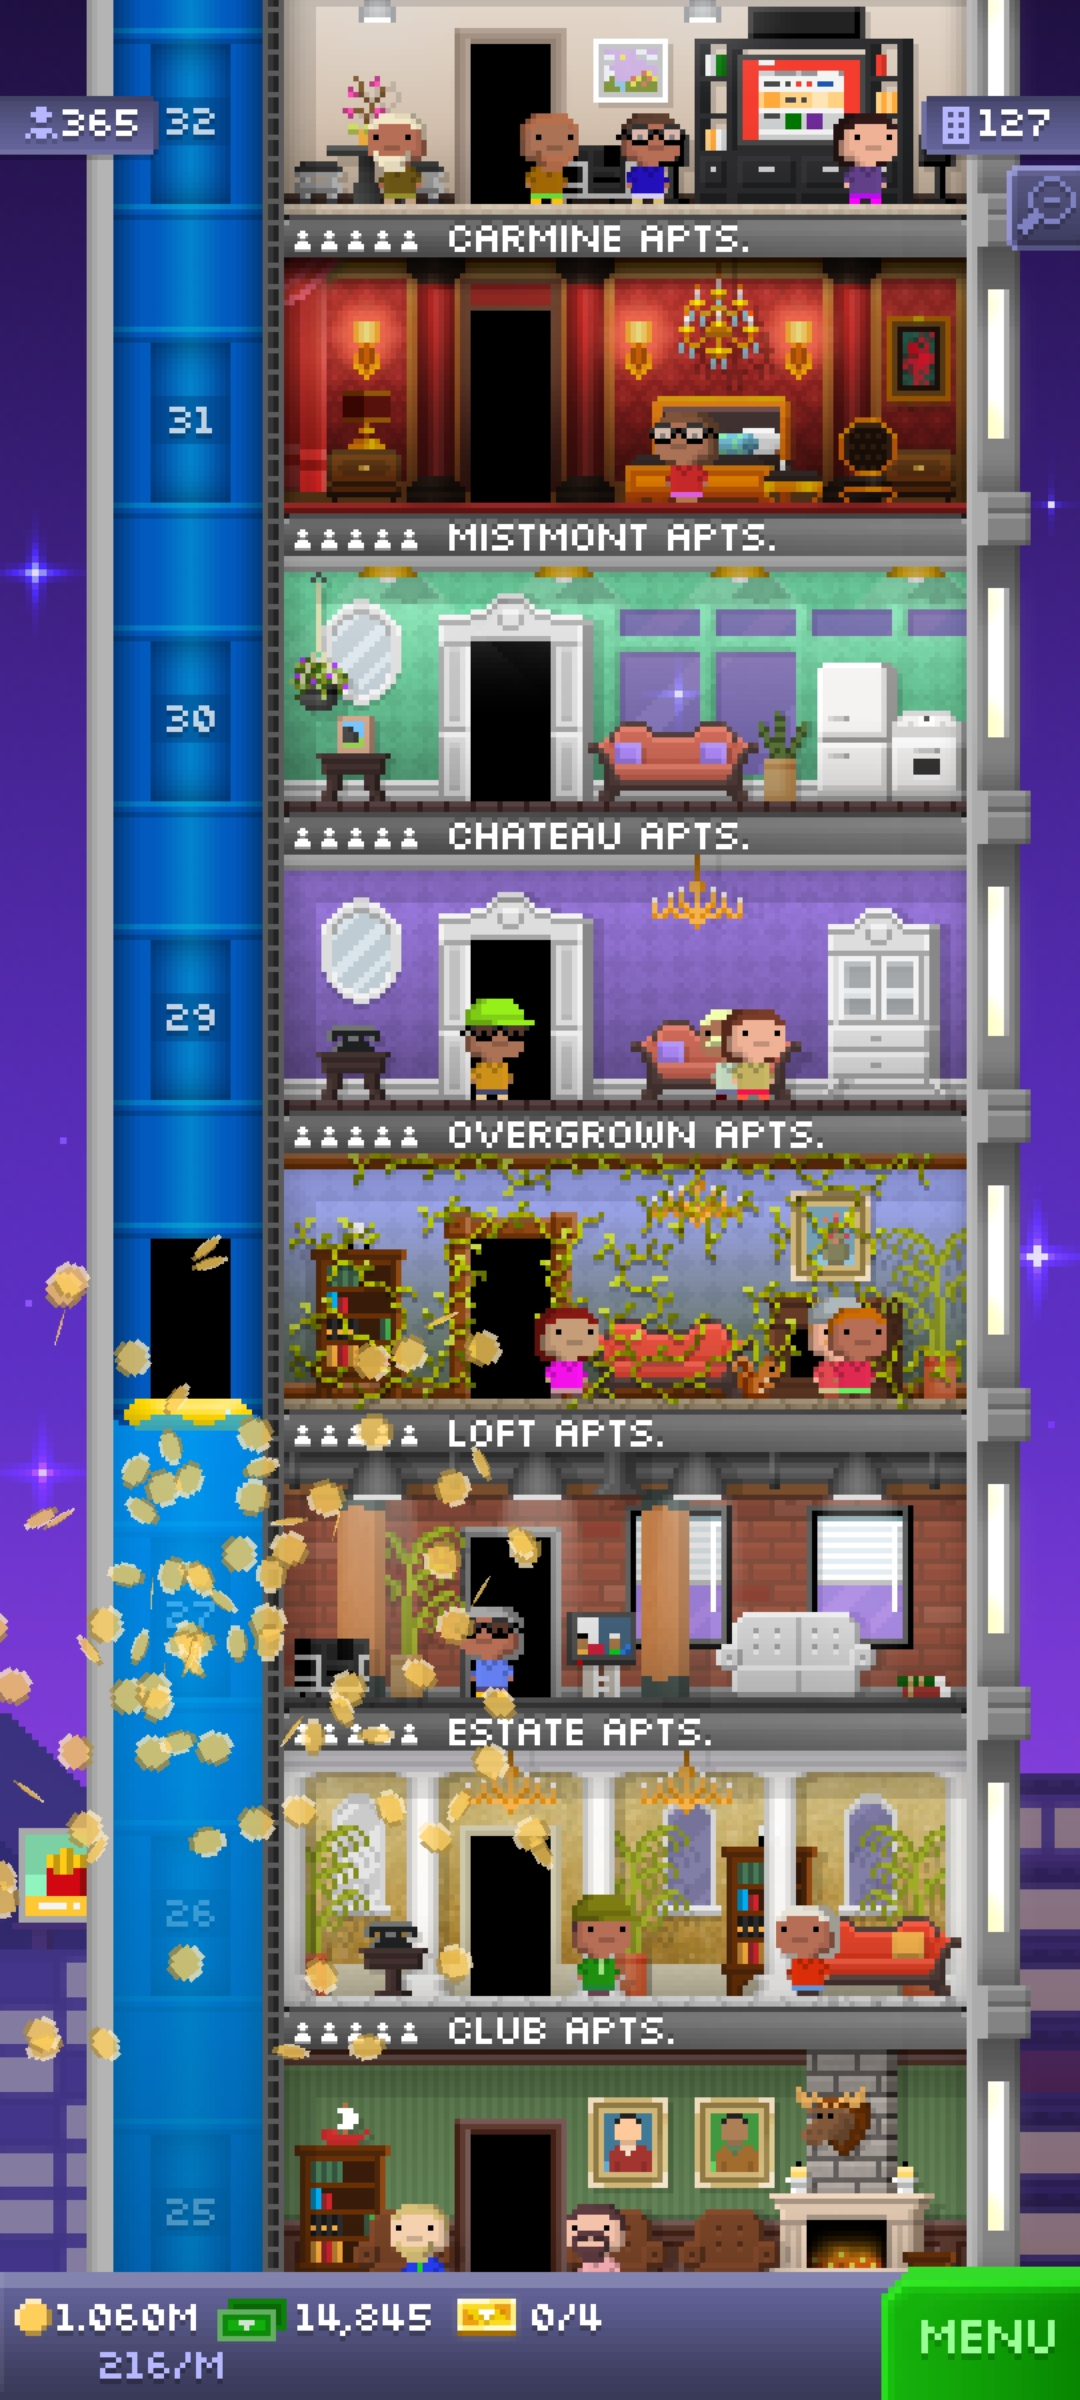 365
32
127
CARMINE APTS.
31
MISTMONT APTS.
30
CHATEAU APTS.
29
OVERGROWN APTS.
LOFT APTS.
27
ESTATE APTS.
26
CLUB APTS.
25
1.060M 14,845 0/4
216/M
MENU